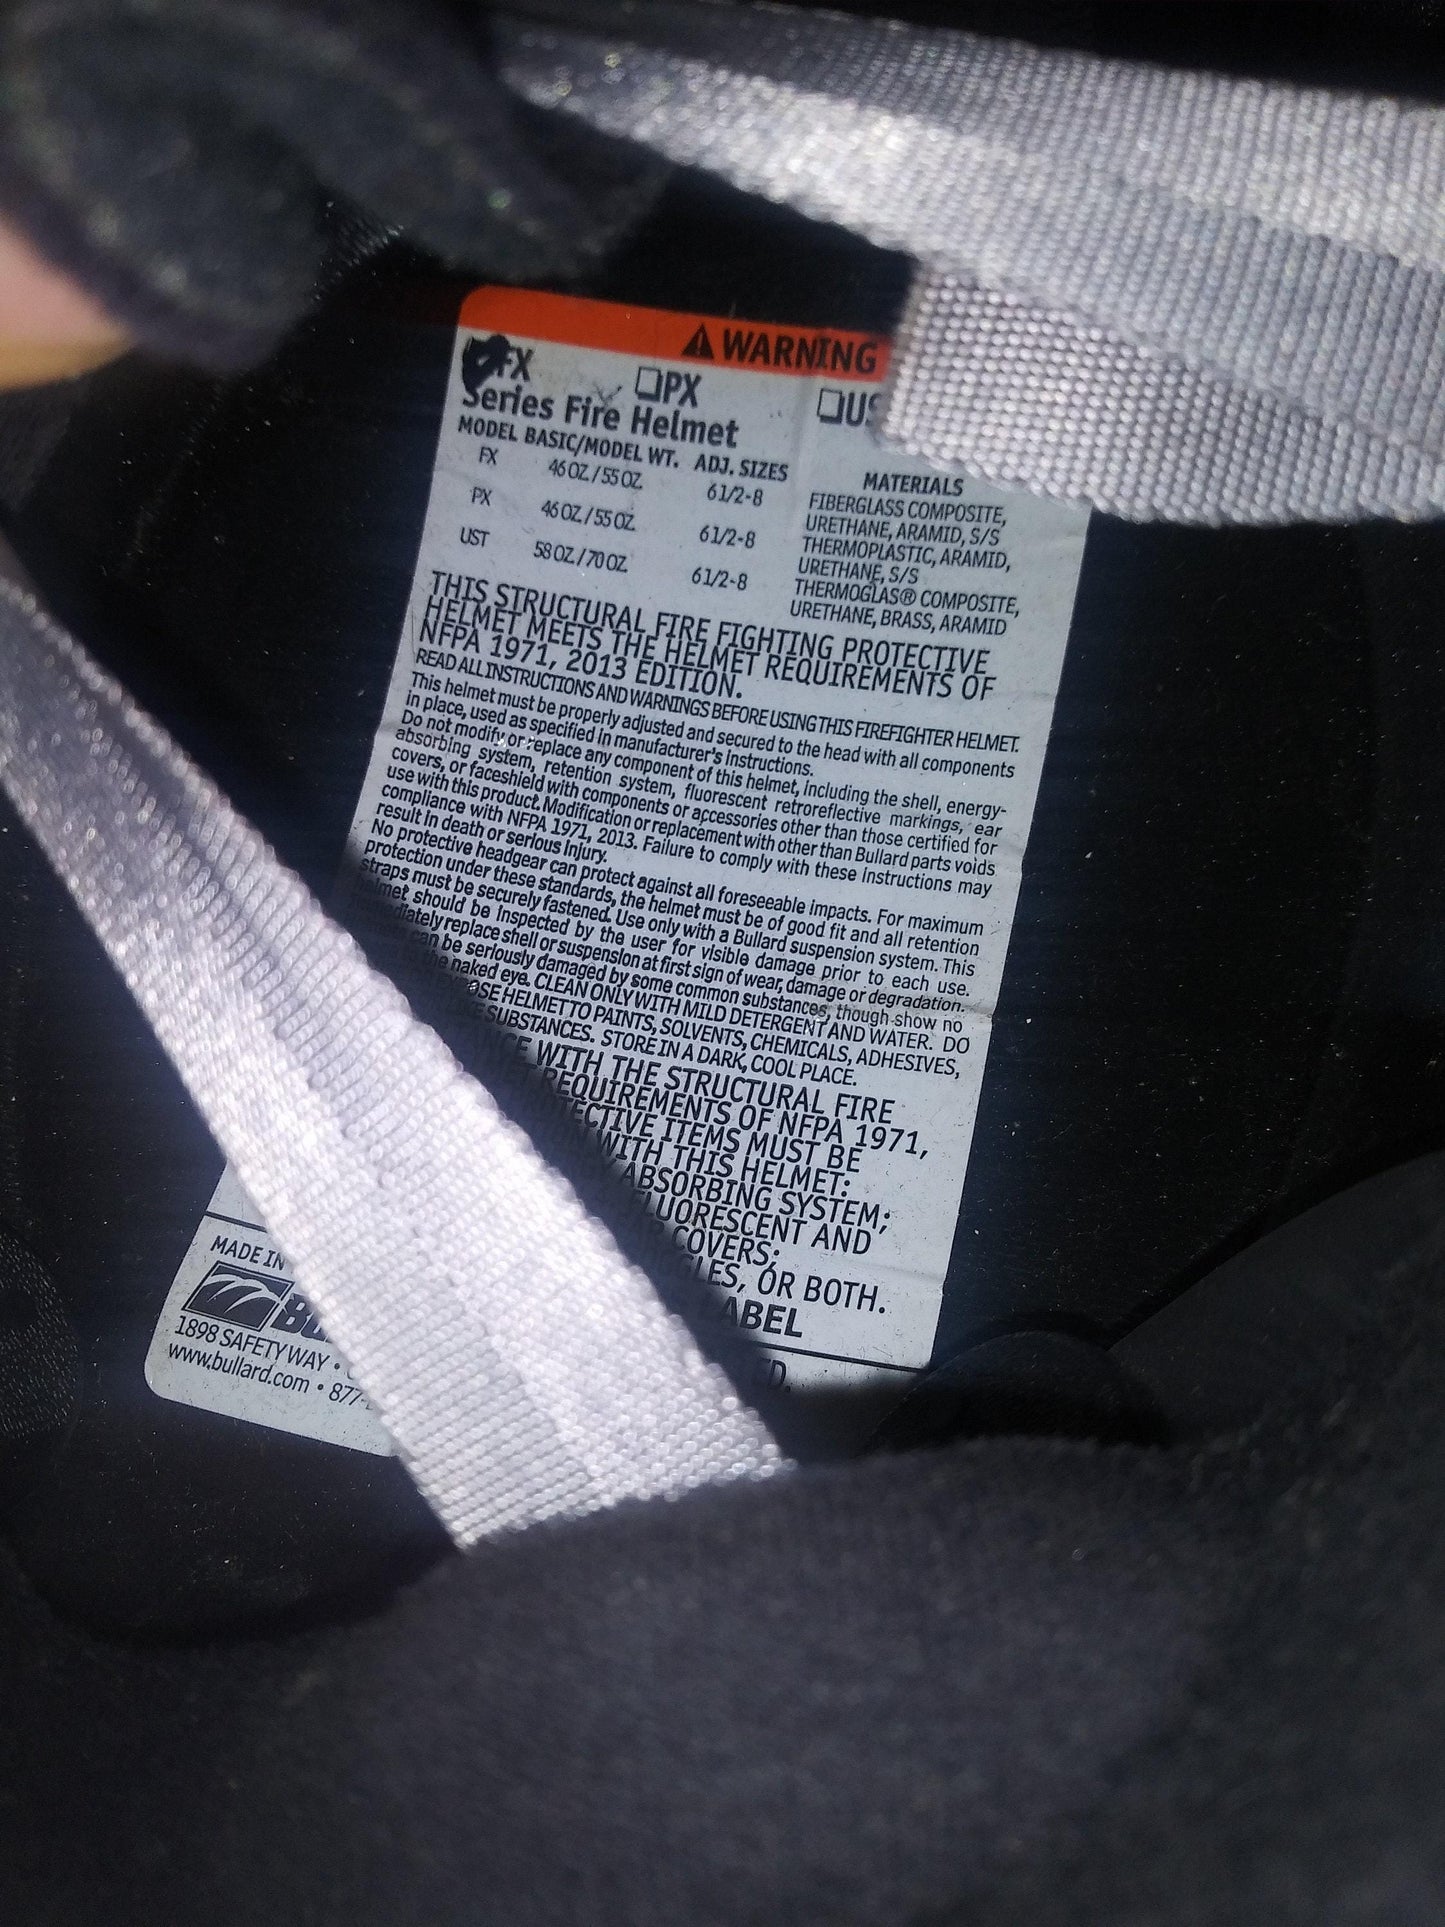 WARNING
FX PX
Series Fire Helmet
MODEL BASIC/MODEL WT. ADJ. SIZES MATERIALS
FX 46 OZ./55 OZ. 6 1/2-8 FIBERGLASS COMPOSITE,
URETHANE, ARAMID, S/S
PX 46 OZ./55 OZ. 6 1/2-8 THERMOPLASTIC, ARAMID,
URETHANE, S/S
UST 58 OZ./70 OZ. 6 1/2-8 THERMOGLAS® COMPOSITE,
URETHANE, BRASS, ARAMID
THIS STRUCTURAL FIRE FIGHTING PROTECTIVE
HELMET MEETS THE HELMET REQUIREMENTS OF
NFPA 1971, 2013 EDITION.
READ ALL INSTRUCTIONS AND WARNINGS BEFORE USING THIS FIREFIGHTER HELMET.
This helmet must be properly adjusted and secured to the head with all components
in place, used as specified in manufacturer's instructions.
Do not modify or replace any component of this helmet, including the shell, energy-
absorbing system, retention system, fluorescent retroreflective markings, ear
covers, or faceshield with components or accessories other than those certified for
use with this product. Modification or replacement with other than Bullard parts voids
compliance with NFPA 1971, 2013. Failure to comply with these instructions may
result in death or serious injury.
No protective headgear can protect against all foreseeable impacts. For maximum
protection under these standards, the helmet must be of good fit and all retention
straps must be securely fastened. Use only with a Bullard suspension system. This
helmet should be inspected by the user for visible damage prior to each use.
Immediately replace shell or suspension at first sign of wear, damage or degradation.
can be seriously damaged by some common substances, though show no
the naked eye. CLEAN ONLY WITH MILD DETERGENT AND WATER. DO
HELMET TO PAINTS, SOLVENTS, CHEMICALS, ADHESIVES,
SUBSTANCES. STORE IN A DARK, COOL PLACE.
WITH THE STRUCTURAL FIRE
REQUIREMENTS OF NFPA 1971,
ITEMS MUST BE
WITH THIS HELMET:
ABSORBING SYSTEM;
AND
COVERS;
OR BOTH.
MADE IN
1898 SAFETY WAY •
www.bullard.com • 877-